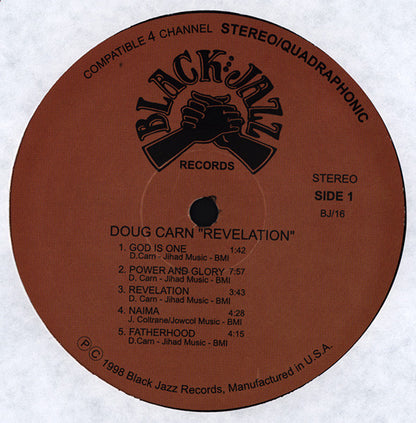 COMPATIBLE 4 CHANNEL STEREO/QUADRAPHONIC
BLACK JAZZ
RECORDS
STEREO
SIDE 1
BJ/16
DOUG CARN "REVELATION"
1. GOD IS ONE 1:42
D.Carn - Jihad Music - BMI
2. POWER AND GLORY 7:57
D.Carn - Jihad Music - BMI
3. REVELATION 3:43
D. Carn - Jihad Music - BMI
4. NAIMA 4:28
J. Coltrane/Jowcol Music - BMI
5. FATHERHOOD 4:15
D.Carn - Jihad Music - BMI
Ⓟ Ⓒ 1998 Black Jazz Records, Manufactured in U.S.A.